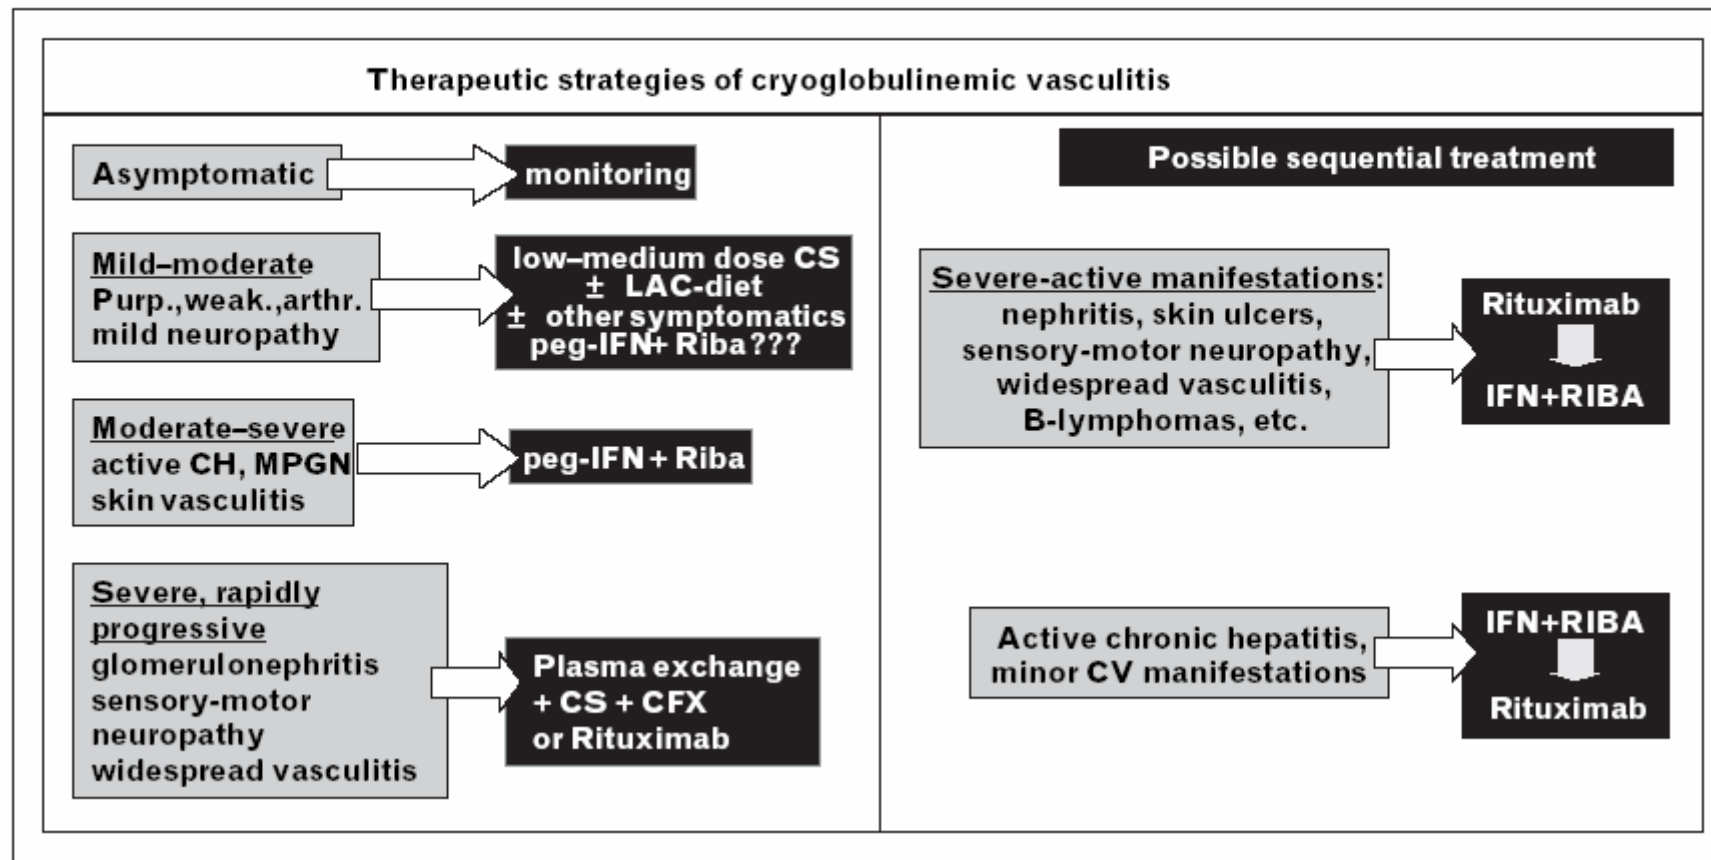 Therapeutic strategies of cryoglobulinemic vasculitis
Asymptomatic
monitoring
Mild–moderate
Purp.,weak.,arthr.
mild neuropathy
low–medium dose CS
± LAC-diet
± other symptomatics
peg-IFN+ Riba???
Moderate–severe
active CH, MPGN
skin vasculitis
peg-IFN + Riba
Severe, rapidly
progressive
glomerulonephritis
sensory-motor
neuropathy
widespread vasculitis
Plasma exchange
+ CS + CFX
or Rituximab
Possible sequential treatment
Severe-active manifestations:
nephritis, skin ulcers,
sensory-motor neuropathy,
widespread vasculitis,
B-lymphomas, etc.
Rituximab
IFN+RIBA
Active chronic hepatitis,
minor CV manifestations
IFN+RIBA
Rituximab